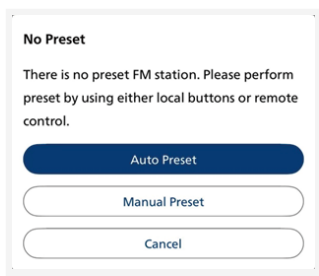 No Preset
There is no preset FM station. Please perform
preset by using either local buttons or remote
control.
Auto Preset
Manual Preset
Cancel